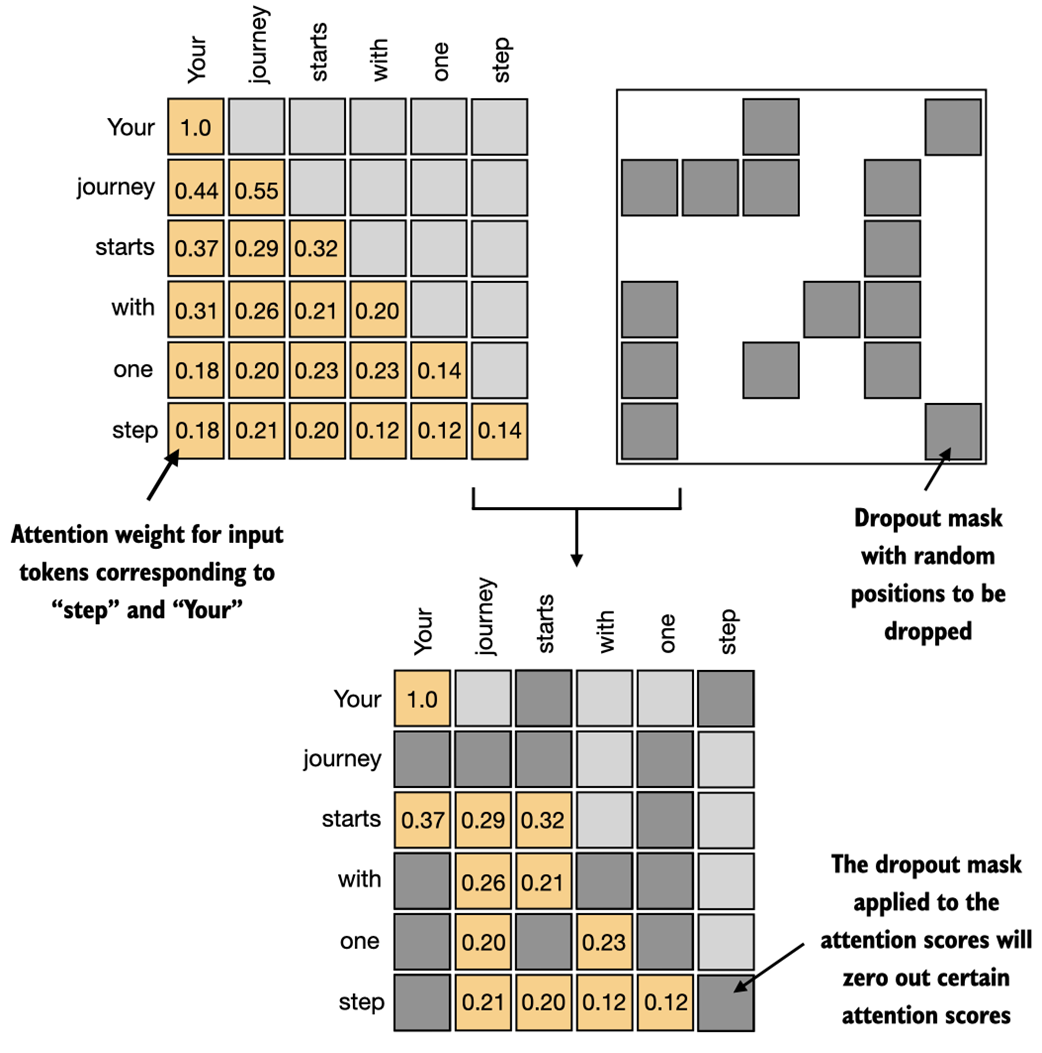 Your journey starts with one step
Your 1.0
journey 0.44 0.55
starts 0.37 0.29 0.32
with 0.31 0.26 0.21 0.20
one 0.18 0.20 0.23 0.23 0.14
step 0.18 0.21 0.20 0.12 0.12 0.14
Attention weight for input
tokens corresponding to
“step” and “Your”
Dropout mask
with random
positions to be
dropped
Your journey starts with one step
Your 1.0
journey
starts 0.37 0.29 0.32
with 0.26 0.21
one 0.20 0.23
step 0.21 0.20 0.12 0.12
The dropout mask
applied to the
attention scores will
zero out certain
attention scores